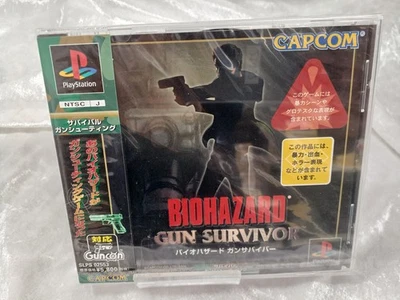 PlayStation
NTSC J
サバイバル
ガンシューティング
対応
Guncon
SLPS 02553
CAPCOM
CAPCOM
このゲームには
暴力シーンや
グロテスクな表現が
含まれています。
この作品には、
暴力・出血・
ホラー表現
などが含まれて
います。
BIOHAZARD
GUN SURVIVOR
バイオハザード ガンサバイバー